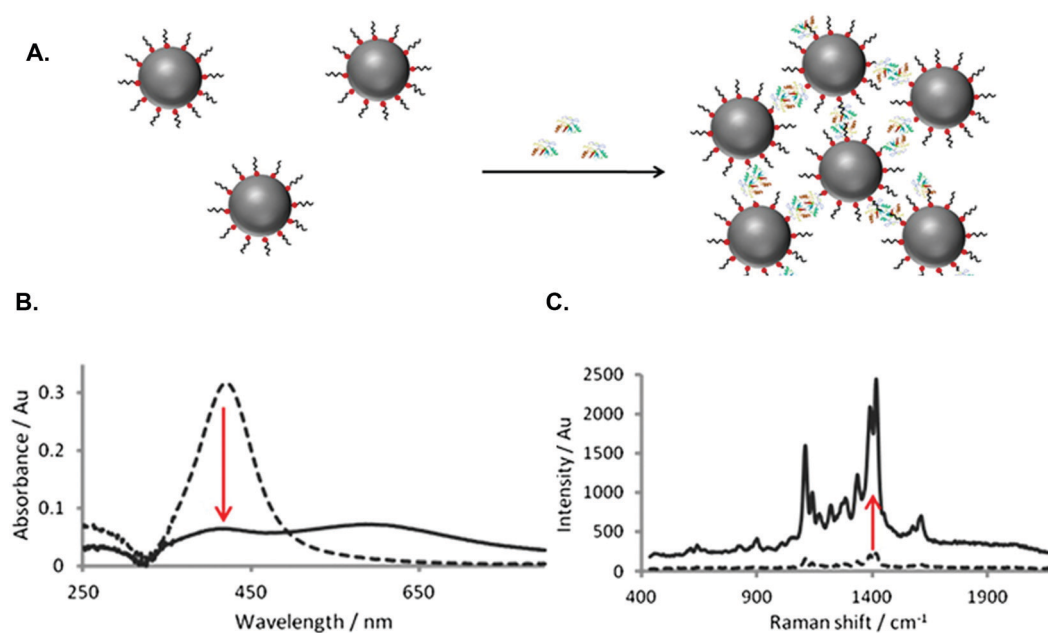 A.
B.
C.
Absorbance / Au
0.3
0.2
0.1
0
250
450
650
Wavelength / nm
Intensity / Au
2500
2000
1500
1000
500
0
400
900
1400
1900
Raman shift / cm⁻¹